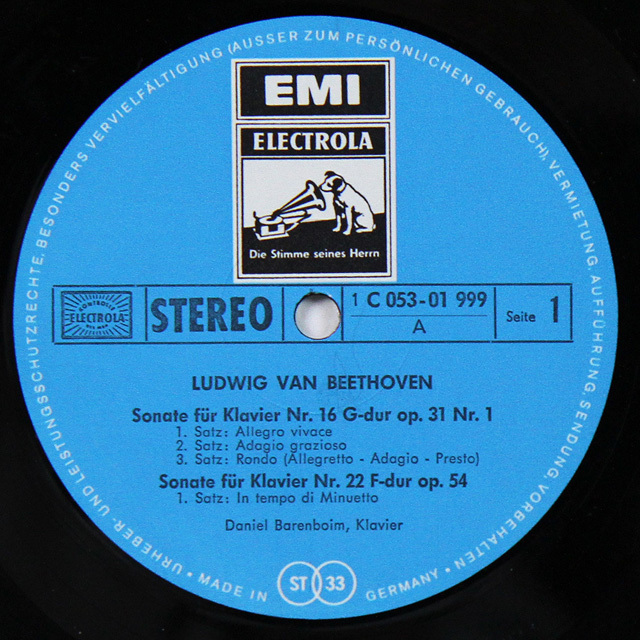 URHEBER- UND LEISTUNGSSCHUTZRECHTE, BESONDERS VERVIELFÄLTIGUNG (AUSSER ZUM PERSÖNLICHEN GEBRAUCH), VERMIETUNG, AUFFÜHRUNG, SENDUNG, VORBEHALTEN
EMI
ELECTROLA
Die Stimme seines Herrn
ELECTROLA
STEREO
1 C 053-01 999
A
Seite 1
LUDWIG VAN BEETHOVEN
Sonate für Klavier Nr. 16 G-dur op. 31 Nr. 1
1. Satz: Allegro vivace
2. Satz: Adagio grazioso
3. Satz: Rondo (Allegretto - Adagio - Presto)
Sonate für Klavier Nr. 22 F-dur op. 54
1. Satz: In tempo di Minuetto
Daniel Barenboim, Klavier
• MADE IN GERMANY •
ST 33